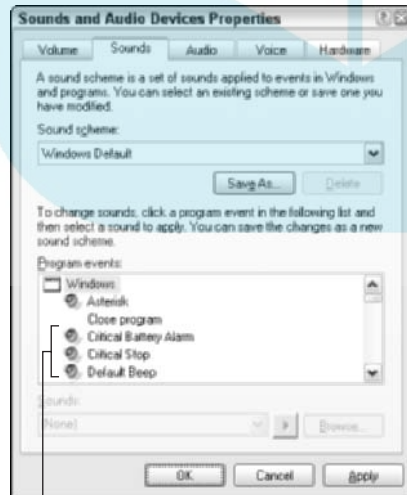 Sounds and Audio Devices Properties
Volume Sounds Audio Voice Hardware
A sound scheme is a set of sounds applied to events in Windows
and programs. You can select an existing scheme or save one you
have modified.
Sound scheme:
Windows Default
Save As... Delete
To change sounds, click a program event in the following list and
then select a sound to apply. You can save the changes as a new
sound scheme.
Program events:
Windows
Asterisk
Close program
Critical Battery Alarm
Critical Stop
Default Beep
Sounds:
(None) Browse...
OK Cancel Apply